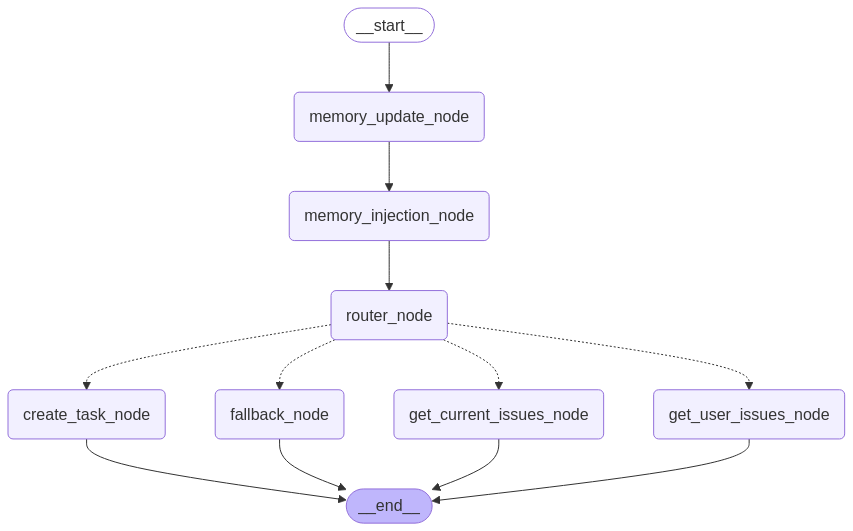 __start__
memory_update_node
memory_injection_node
router_node
create_task_node
fallback_node
get_current_issues_node
get_user_issues_node
__end__